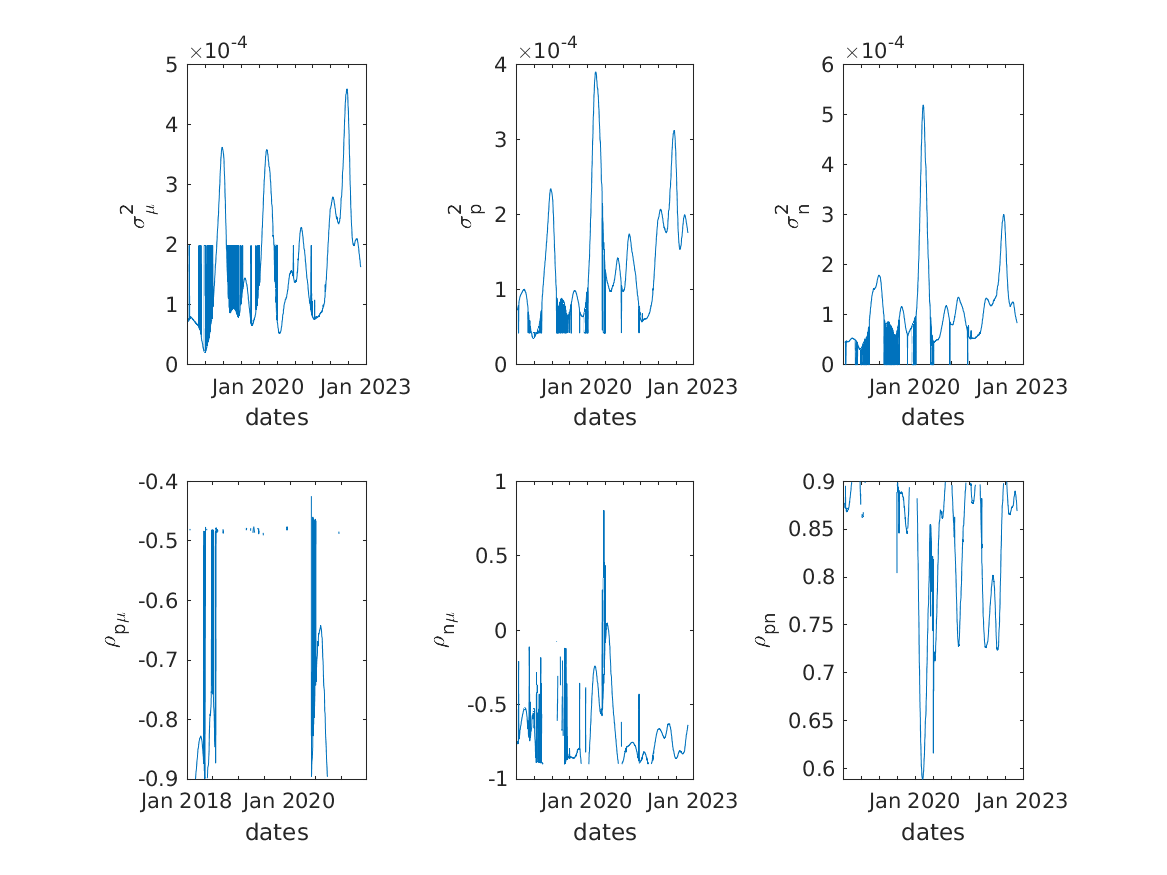 ×10-4
×10-4
×10-4
5
4
3
2
1
0
σ2μ
Jan 2020
Jan 2023
dates
4
3
2
1
0
σ2p
Jan 2020
Jan 2023
dates
6
5
4
3
2
1
0
σ2n
Jan 2020
Jan 2023
dates
-0.4
-0.5
-0.6
-0.7
-0.8
-0.9
ρpμ
Jan 2018
Jan 2020
dates
1
0.5
0
-0.5
-1
ρnμ
Jan 2020
Jan 2023
dates
0.9
0.85
0.8
0.75
0.7
0.65
0.6
ρpn
Jan 2020
Jan 2023
dates